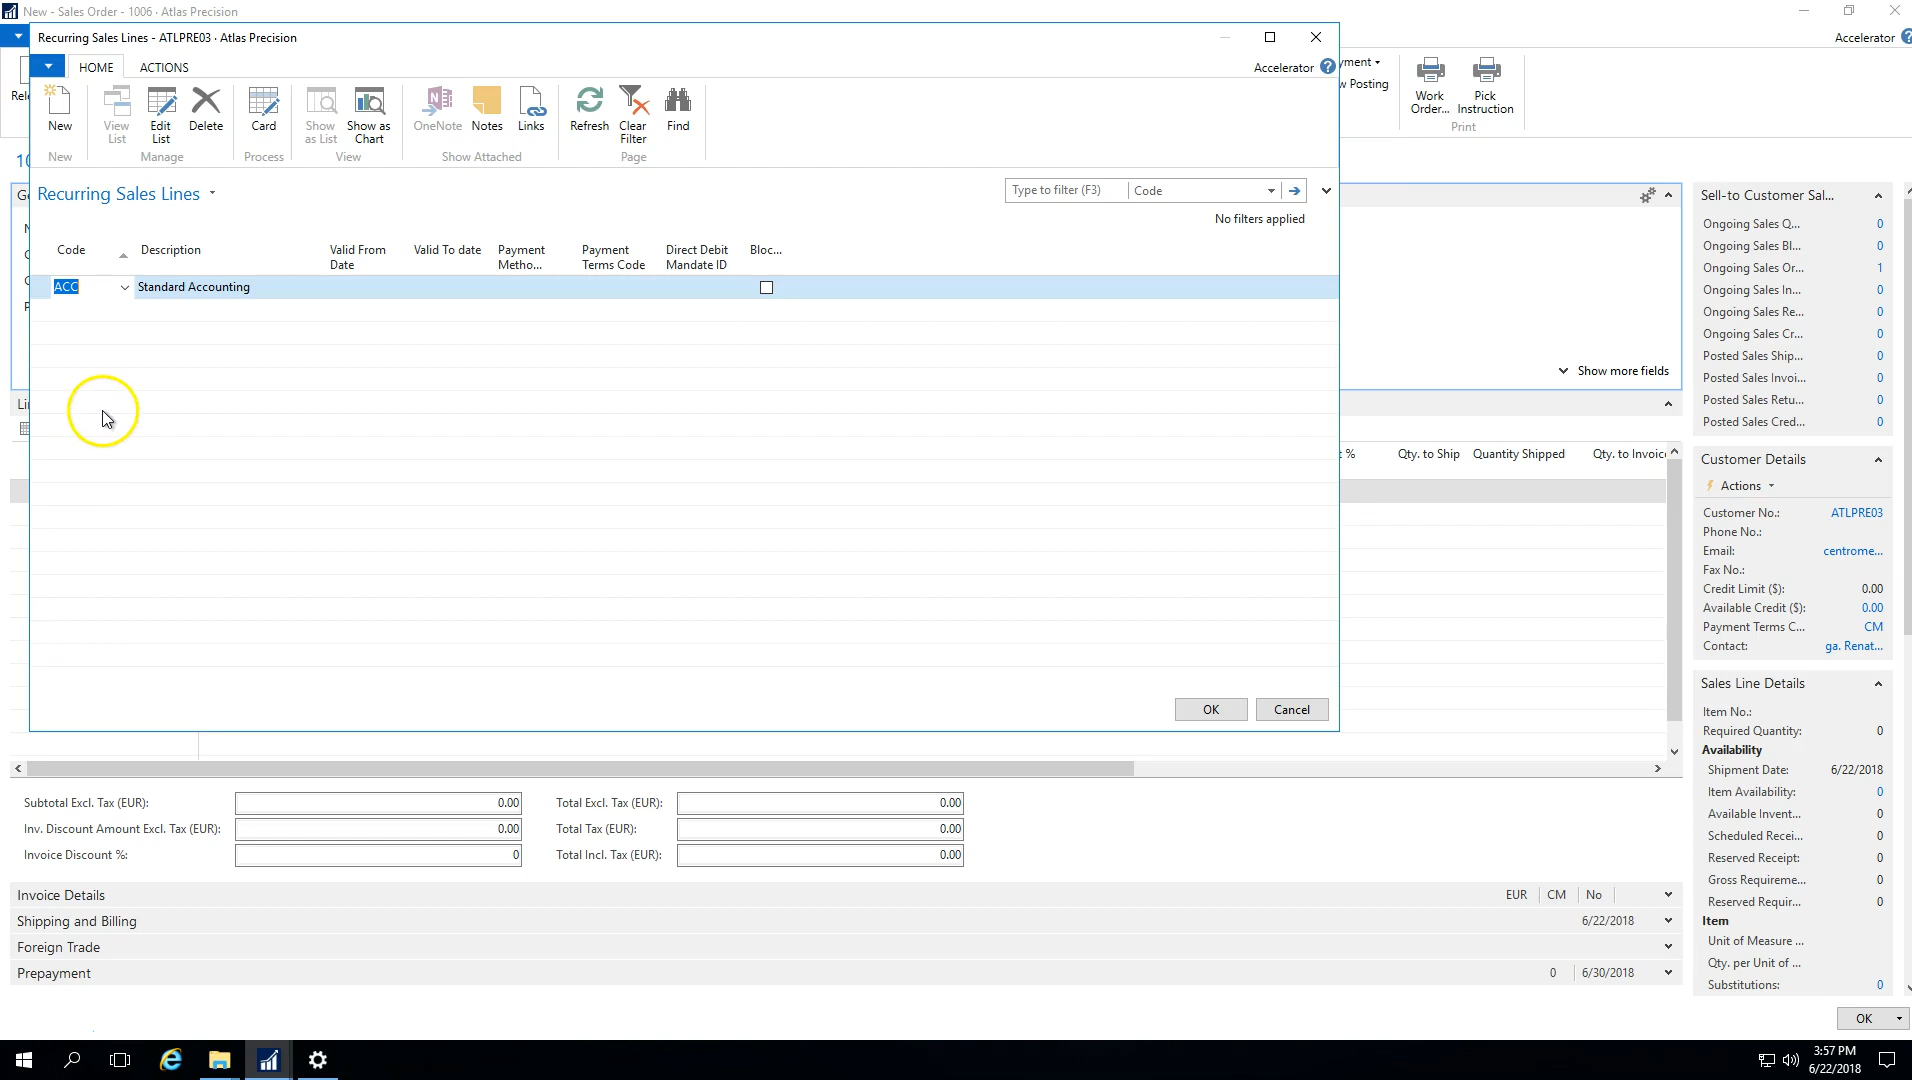 New - Sales Order - 1006 · Atlas Precision
Recurring Sales Lines - ATLPRE03 · Atlas Precision
Accelerator
HOME
ACTIONS
Accelerator
New
View List
Edit List
Delete
Card
Show as List
Show as Chart
OneNote
Notes
Links
Refresh
Clear Filter
Find
New
Manage
Process
View
Show Attached
Page
w Posting
Work Order...
Pick Instruction
Print
Recurring Sales Lines
Type to filter (F3)
Code
No filters applied
Code
Description
Valid From Date
Valid To date
Payment Metho...
Payment Terms Code
Direct Debit Mandate ID
Bloc...
ACC
Standard Accounting
OK
Cancel
Show more fields
t %
Qty. to Ship
Quantity Shipped
Qty. to Invoice
Subtotal Excl. Tax (EUR): 0.00
Total Excl. Tax (EUR): 0.00
Inv. Discount Amount Excl. Tax (EUR): 0.00
Total Tax (EUR): 0.00
Invoice Discount %: 0
Total Incl. Tax (EUR): 0.00
Invoice Details EUR CM No
Shipping and Billing 6/22/2018
Foreign Trade
Prepayment 0 6/30/2018
Sell-to Customer Sal...
Ongoing Sales Q... 0
Ongoing Sales Bl... 0
Ongoing Sales Or... 1
Ongoing Sales In... 0
Ongoing Sales Re... 0
Ongoing Sales Cr... 0
Posted Sales Ship... 0
Posted Sales Invoi... 0
Posted Sales Retu... 0
Posted Sales Cred... 0
Customer Details
Actions
Customer No.: ATLPRE03
Phone No.:
Email: centrome...
Fax No.:
Credit Limit ($): 0.00
Available Credit ($): 0.00
Payment Terms C... CM
Contact: ga. Renat...
Sales Line Details
Item No.:
Required Quantity: 0
Availability
Shipment Date: 6/22/2018
Item Availability: 0
Available Invent... 0
Scheduled Recei... 0
Reserved Receipt: 0
Gross Requireme... 0
Reserved Requir... 0
Item
Unit of Measure ...
Qty. per Unit of ...
Substitutions: 0
OK
3:57 PM
6/22/2018